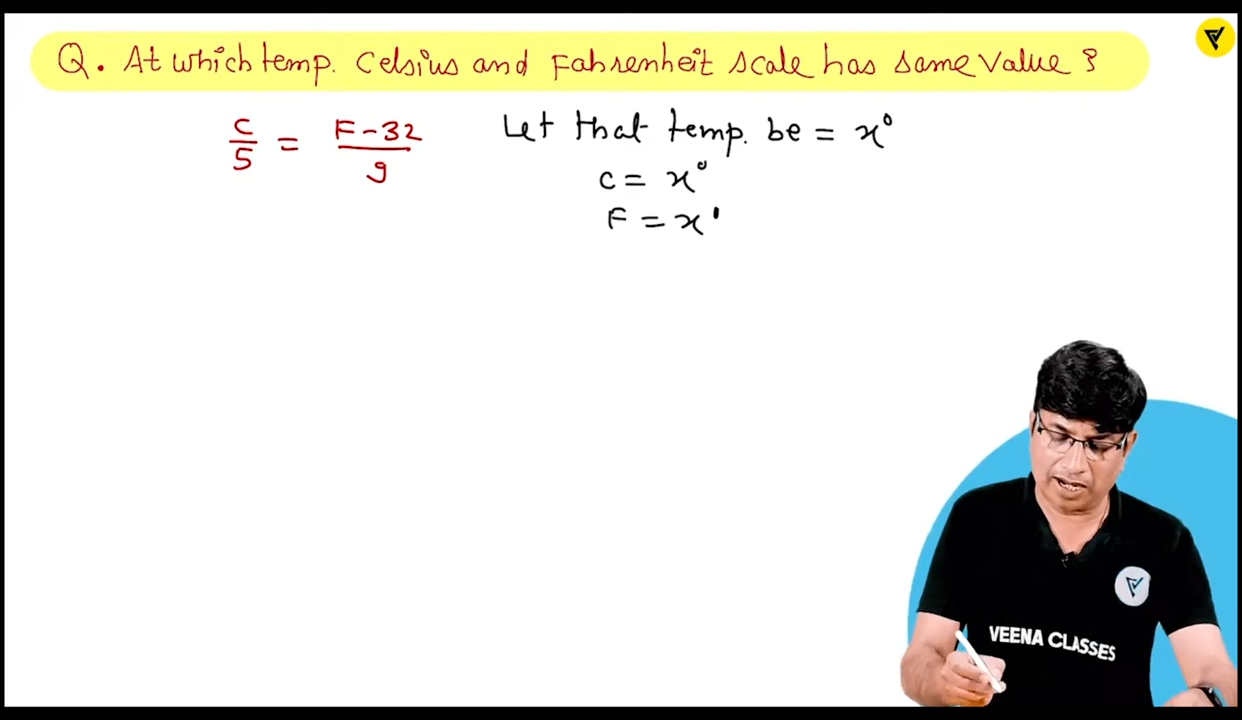 Q. At which temp. Celsius and Fahrenheit scale has same value ?
C/5 = F-32/9
Let that temp. be = x°
C = x°
F = x'
VEENA CLASSES